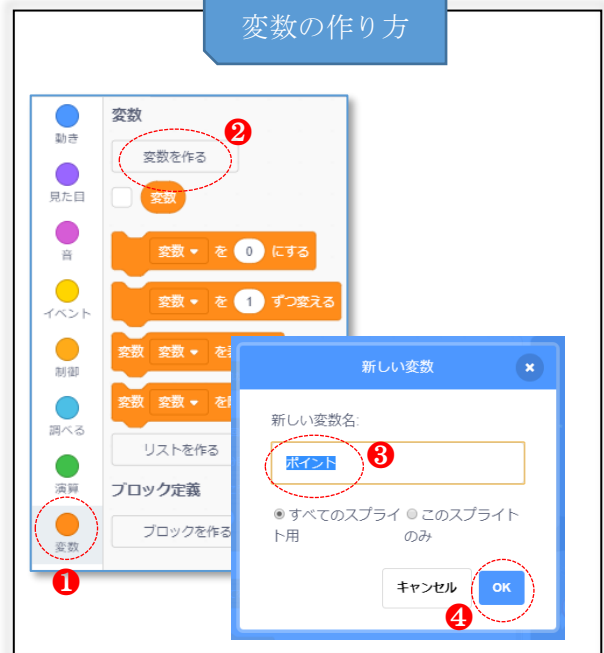 変数の作り方
動き
見た目
音
イベント
制御
調べる
演算
変数
❶
変数
❷
変数を作る
変数
変数 を 0 にする
変数 を 1 ずつ変える
変数 変数 を
変数 変数 を
リストを作る
ブロック定義
ブロックを作る
新しい変数
新しい変数名:
ポイント
❸
すべてのスプライ
ト用
このスプライト
のみ
キャンセル
OK
❹